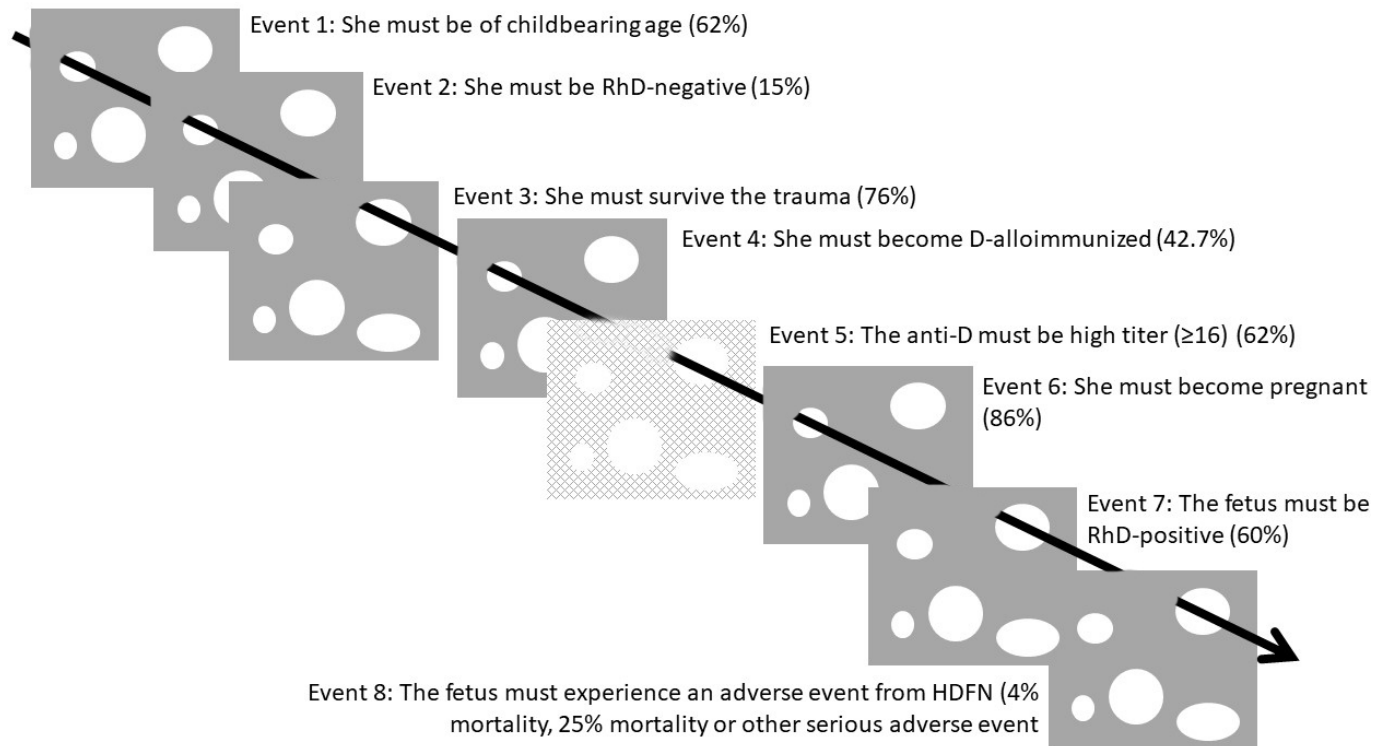 Event 1: She must be of childbearing age (62%)
Event 2: She must be RhD-negative (15%)
Event 3: She must survive the trauma (76%)
Event 4: She must become D-alloimmunized (42.7%)
Event 5: The anti-D must be high titer (≥16) (62%)
Event 6: She must become pregnant
(86%)
Event 7: The fetus must be
RhD-positive (60%)
Event 8: The fetus must experience an adverse event from HDFN (4%
mortality, 25% mortality or other serious adverse event